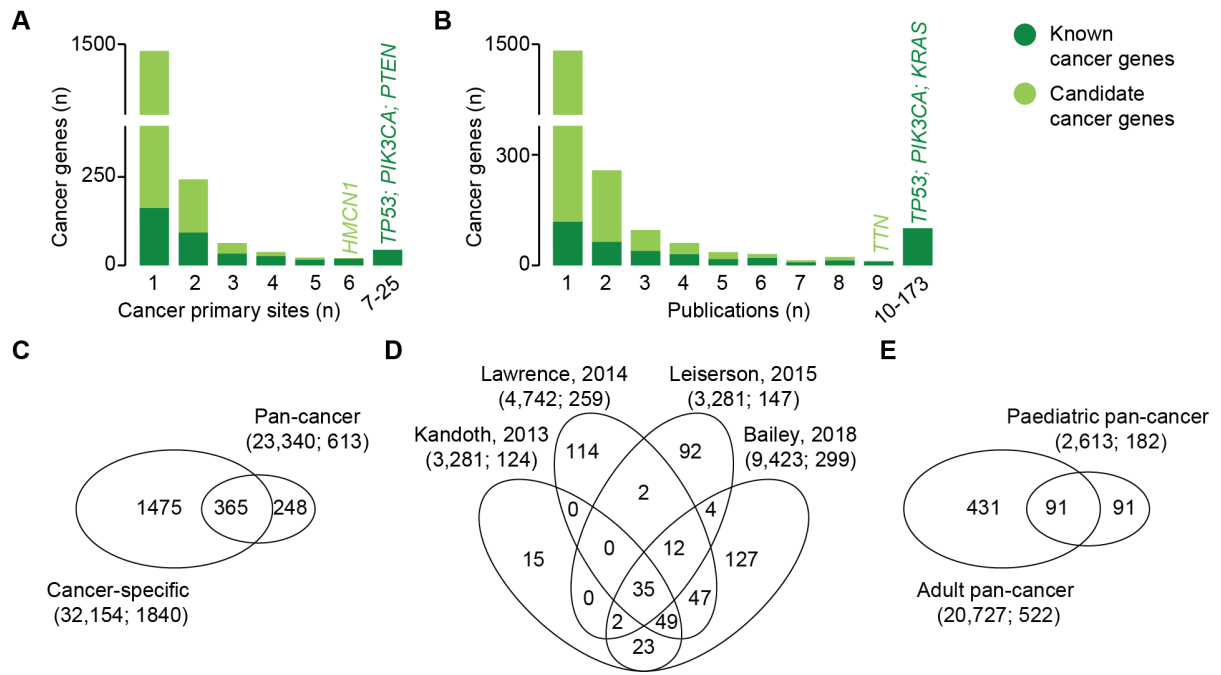 A
1500
250
0
Cancer genes (n)
HMCN1
TP53; PIK3CA; PTEN
1 2 3 4 5 6 7-25
Cancer primary sites (n)
B
1500
300
0
Cancer genes (n)
TTN
TP53; PIK3CA; KRAS
1 2 3 4 5 6 7 8 9 10-173
Publications (n)
Known
cancer genes
Candidate
cancer genes
C
Pan-cancer
(23,340; 613)
1475 365 248
Cancer-specific
(32,154; 1840)
D
Lawrence, 2014
(4,742; 259)
Leiserson, 2015
(3,281; 147)
Kandoth, 2013
(3,281; 124)
Bailey, 2018
(9,423; 299)
114 92
2
0 4
0 12
15 127
35
0 47
2 49
23
E
Paediatric pan-cancer
(2,613; 182)
431 91 91
Adult pan-cancer
(20,727; 522)